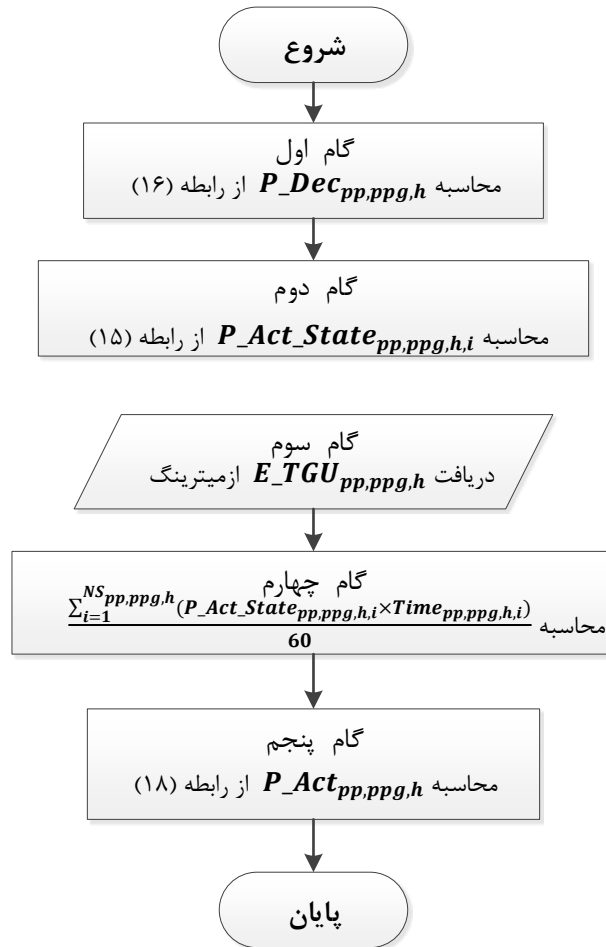 شروع
گام اول
محاسبه P_Dec_{pp,ppg,h} از رابطه (۱۶)
گام دوم
محاسبه P_Act_State_{pp,ppg,h,i} از رابطه (۱۵)
گام سوم
دریافت E_TGU_{pp,ppg,h} ازمیترینگ
گام چهارم
محاسبه \frac{\sum_{i=1}^{NS_{pp,ppg,h}}(P_Act_State_{pp,ppg,h,i}×Time_{pp,ppg,h,i})}{60}
گام پنجم
محاسبه P_Act_{pp,ppg,h} از رابطه (۱۸)
پایان